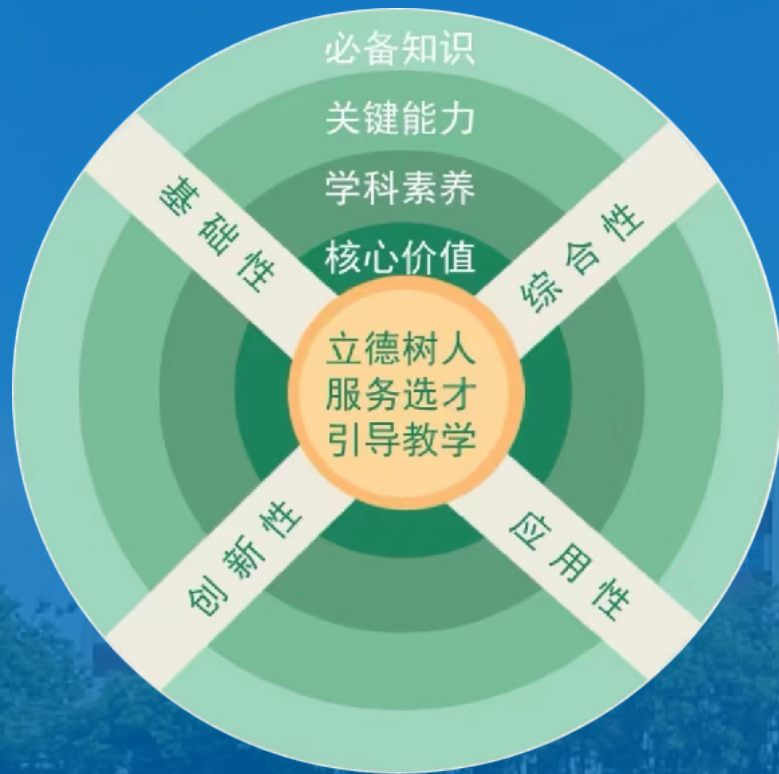 必备知识
关键能力
学科素养
核心价值
基础性
综合性
立德树人
服务选才
引导教学
创新性
应用性